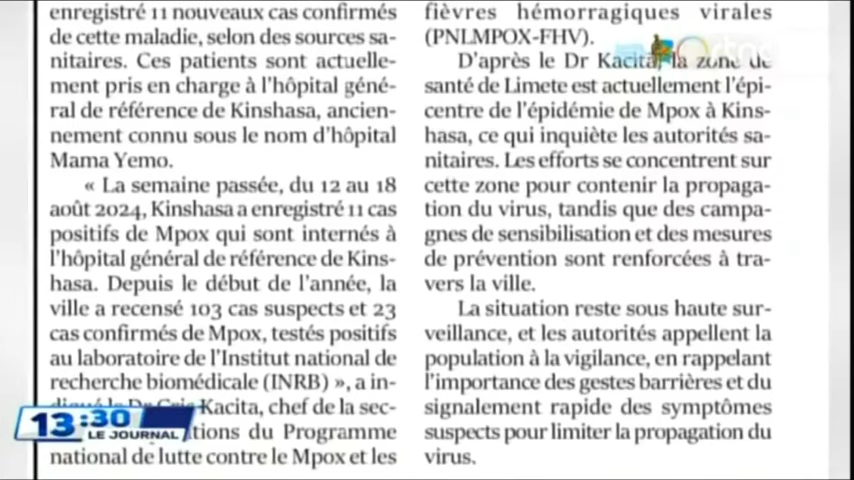 enregistré 11 nouveaux cas confirmés
de cette maladie, selon des sources sa-
nitaires. Ces patients sont actuelle-
ment pris en charge à l'hôpital géné-
ral de référence de Kinshasa, ancien-
nement connu sous le nom d'hôpital
Mama Yemo.
« La semaine passée, du 12 au 18
août 2024, Kinshasa a enregistré 11 cas
positifs de Mpox qui sont internés à
l'hôpital général de référence de Kins-
hasa. Depuis le début de l'année, la
ville a recensé 103 cas suspects et 23
cas confirmés de Mpox, testés positifs
au laboratoire de l'Institut national de
recherche biomédicale (INRB) », a in-
Kacita, chef de la sec-
du Programme
national de lutte contre le Mpox et les
fièvres hémorragiques virales
(PNLMPOX-FHV).
D'après le Dr Kacita, la zone de
santé de Limete est actuellement l'épi-
centre de l'épidémie de Mpox à Kins-
hasa, ce qui inquiète les autorités sa-
nitaires. Les efforts se concentrent sur
cette zone pour contenir la propaga-
tion du virus, tandis que des campa-
gnes de sensibilisation et des mesures
de prévention sont renforcées à tra-
vers la ville.
La situation reste sous haute sur-
veillance, et les autorités appellent la
population à la vigilance, en rappelant
l'importance des gestes barrières et du
signalement rapide des symptômes
suspects pour limiter la propagation du
virus.
13:30
LE JOURNAL